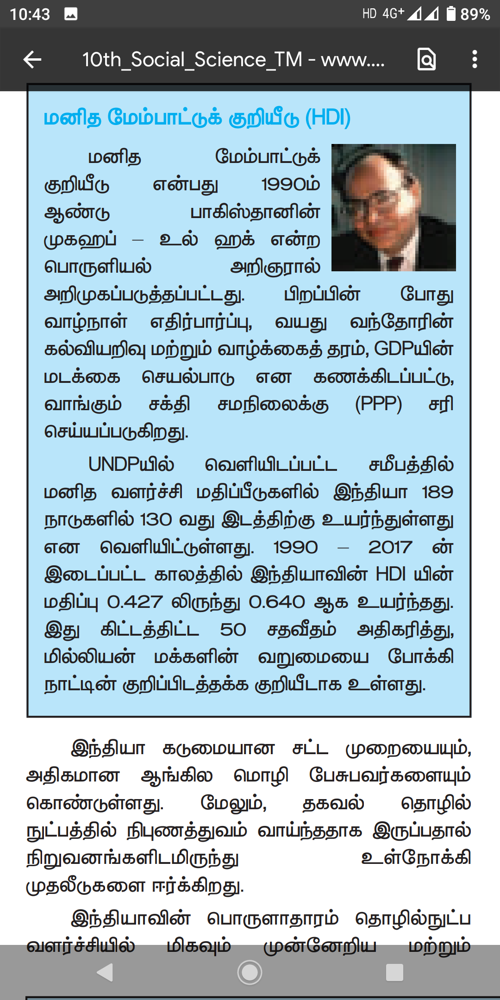 10:43 HD 4G+ 89%
10th_Social_Science_TM - www....
மனித மேம்பாட்டுக் குறியீடு (HDI)
மனித மேம்பாட்டுக்
குறியீடு என்பது 1990ம்
ஆண்டு பாகிஸ்தானின்
முகஹப் – உல் ஹக் என்ற
பொருளியல் அறிஞரால்
அறிமுகப்படுத்தப்பட்டது. பிறப்பின் போது
வாழ்நாள் எதிர்பார்ப்பு, வயது வந்தோரின்
கல்வியறிவு மற்றும் வாழ்க்கைத் தரம், GDPயின்
மடக்கை செயல்பாடு என கணக்கிடப்பட்டு,
வாங்கும் சக்தி சமநிலைக்கு (PPP) சரி
செய்யப்படுகிறது.
UNDPயில் வெளியிடப்பட்ட சமீபத்தில்
மனித வளர்ச்சி மதிப்பீடுகளில் இந்தியா 189
நாடுகளில் 130 வது இடத்திற்கு உயர்ந்துள்ளது
என வெளியிட்டுள்ளது. 1990 – 2017 ன்
இடைப்பட்ட காலத்தில் இந்தியாவின் HDI யின்
மதிப்பு 0.427 லிருந்து 0.640 ஆக உயர்ந்தது.
இது கிட்டத்திட்ட 50 சதவீதம் அதிகரித்து,
மில்லியன் மக்களின் வறுமையை போக்கி
நாட்டின் குறிப்பிடத்தக்க குறியீடாக உள்ளது.
இந்தியா கடுமையான சட்ட முறையையும்,
அதிகமான ஆங்கில மொழி பேசுபவர்களையும்
கொண்டுள்ளது. மேலும், தகவல் தொழில்
நுட்பத்தில் நிபுணத்துவம் வாய்ந்ததாக இருப்பதால்
நிறுவனங்களிடமிருந்து உள்நோக்கி
முதலீடுகளை ஈர்க்கிறது.
இந்தியாவின் பொருளாதாரம் தொழில்நுட்ப
வளர்ச்சியில் மிகவும் முன்னேறிய மற்றும்